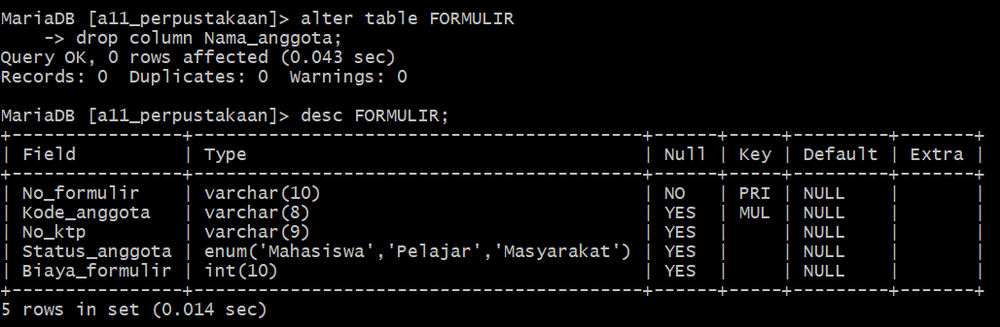 MariaDB [a11_perpustakaan]> alter table FORMULIR
    -> drop column Nama_anggota;
Query OK, 0 rows affected (0.043 sec)
Records: 0  Duplicates: 0  Warnings: 0

MariaDB [a11_perpustakaan]> desc FORMULIR;
+----------------+-----------------------------------------+------+-----+---------+-------+
| Field          | Type                                    | Null | Key | Default | Extra |
+----------------+-----------------------------------------+------+-----+---------+-------+
| No_formulir    | varchar(10)                             | NO   | PRI | NULL    |       |
| Kode_anggota   | varchar(8)                              | YES  | MUL | NULL    |       |
| No_ktp         | varchar(9)                              | YES  |     | NULL    |       |
| Status_anggota | enum('Mahasiswa','Pelajar','Masyarakat') | YES  |     | NULL    |       |
| Biaya_formulir | int(10)                                 | YES  |     | NULL    |       |
+----------------+-----------------------------------------+------+-----+---------+-------+
5 rows in set (0.014 sec)